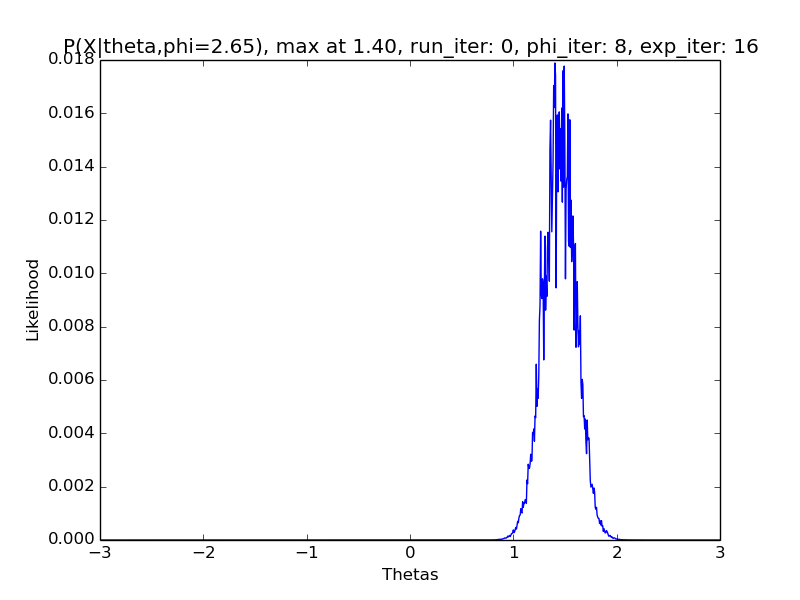 P(X|theta,phi=2.65), max at 1.40, run_iter: 0, phi_iter: 8, exp_iter: 16
0.018
0.016
0.014
0.012
0.010
0.008
0.006
0.004
0.002
0.000
Likelihood
−3 −2 −1 0 1 2 3
Thetas